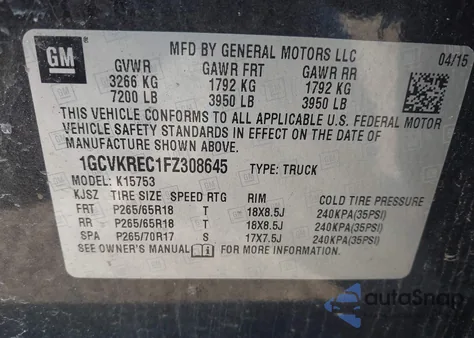 GM
MFD BY GENERAL MOTORS LLC
04/15
GVWR GAWR FRT GAWR RR
3266 KG 1792 KG 1792 KG
7200 LB 3950 LB 3950 LB
THIS VEHICLE CONFORMS TO ALL APPLICABLE U.S. FEDERAL MOTOR
VEHICLE SAFETY STANDARDS IN EFFECT ON THE DATE OF
MANUFACTURE SHOWN ABOVE.
1GCVKREC1FZ308645 TYPE: TRUCK
MODEL: K15753
KJSZ TIRE SIZE SPEED RTG RIM COLD TIRE PRESSURE
FRT P265/65R18 T 18X8.5J 240KPA(35PSI)
RR P265/65R18 T 18X8.5J 240KPA(35PSI)
SPA P265/70R17 S 17X7.5J 240KPA(35PSI)
SEE OWNER'S MANUAL FOR MORE INFORMATION.
autoSnap